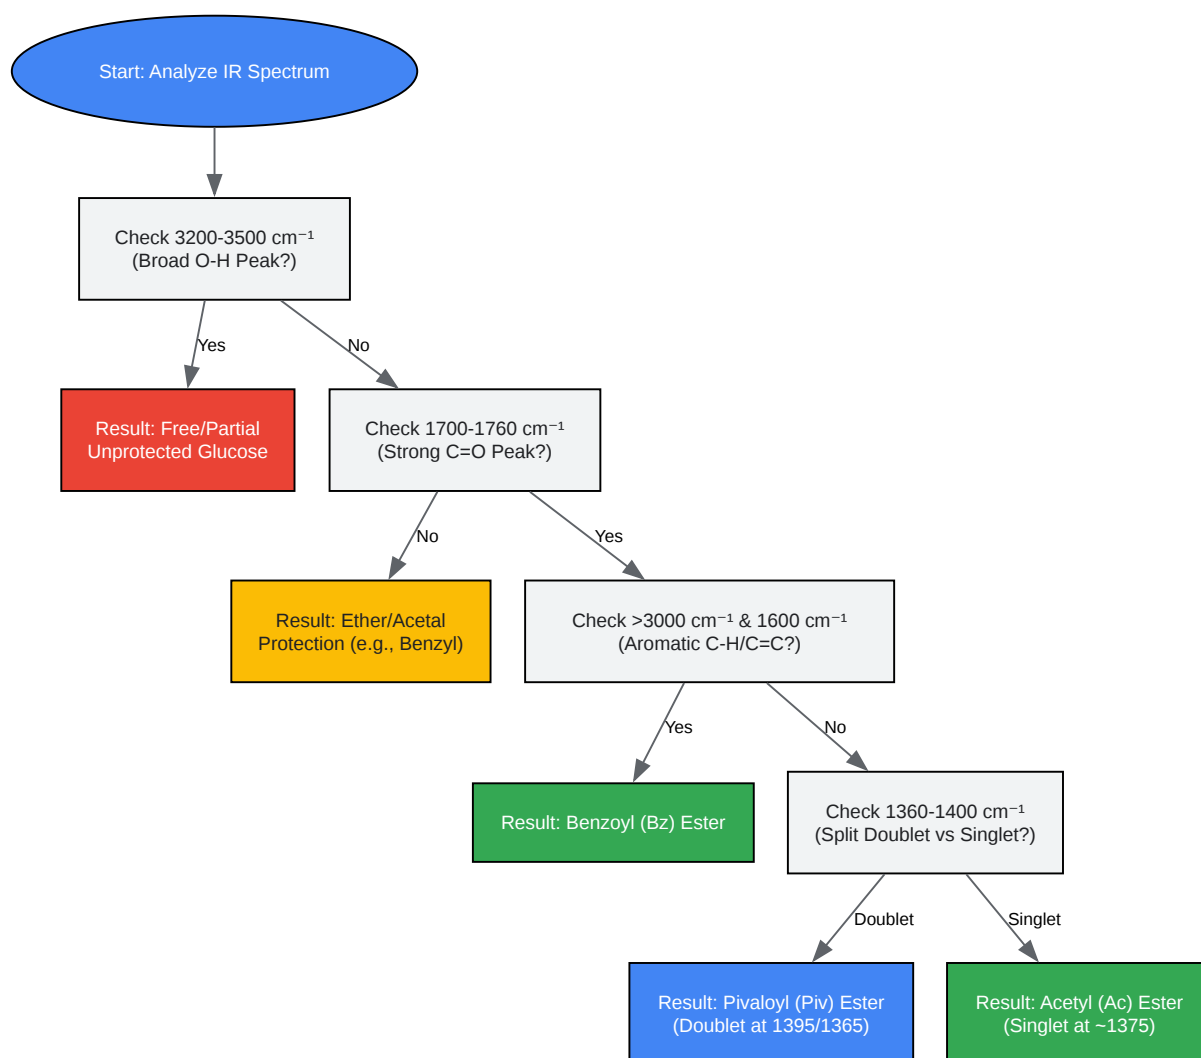 Start: Analyze IR Spectrum
Check 3200-3500 cm⁻¹
(Broad O-H Peak?)
Yes
No
Result: Free/Partial
Unprotected Glucose
Check 1700-1760 cm⁻¹
(Strong C=O Peak?)
No
Yes
Result: Ether/Acetal
Protection (e.g., Benzyl)
Check >3000 cm⁻¹ & 1600 cm⁻¹
(Aromatic C-H/C=C?)
Yes
No
Result: Benzoyl (Bz) Ester
Check 1360-1400 cm⁻¹
(Split Doublet vs Singlet?)
Doublet
Singlet
Result: Pivaloyl (Piv) Ester
(Doublet at 1395/1365)
Result: Acetyl (Ac) Ester
(Singlet at ~1375)